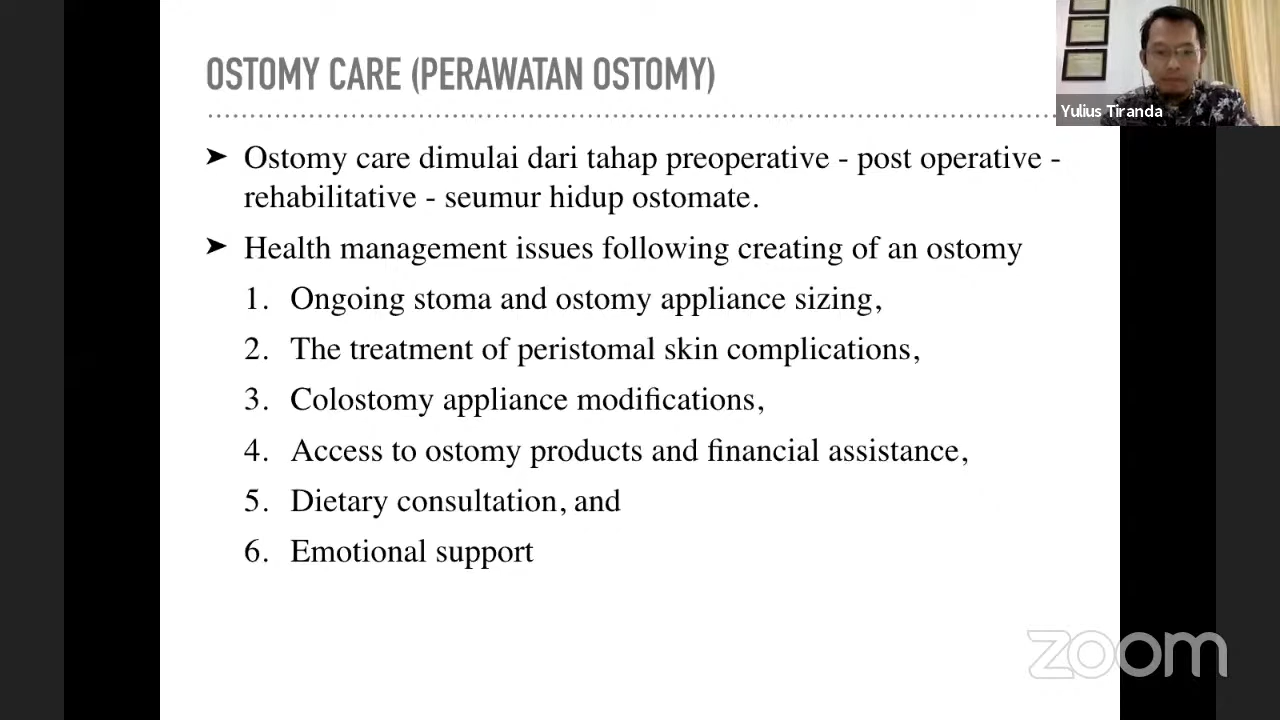 OSTOMY CARE (PERAWATAN OSTOMY)
Yulius Tiranda
➤ Ostomy care dimulai dari tahap preoperative - post operative -
rehabilitative - seumur hidup ostomate.
➤ Health management issues following creating of an ostomy
1. Ongoing stoma and ostomy appliance sizing,
2. The treatment of peristomal skin complications,
3. Colostomy appliance modifications,
4. Access to ostomy products and financial assistance,
5. Dietary consultation, and
6. Emotional support
zoom